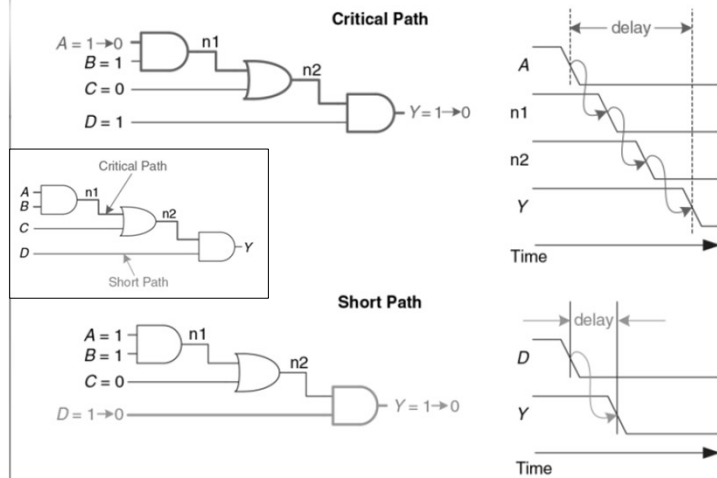 Critical Path
A = 1→0
B = 1
n1
C = 0
n2
D = 1
Y = 1→0
delay
A
n1
n2
Y
Time
Critical Path
A
B
n1
C
n2
D
Y
Short Path
Short Path
A = 1
B = 1
n1
C = 0
n2
D = 1→0
Y = 1→0
delay
D
Y
Time